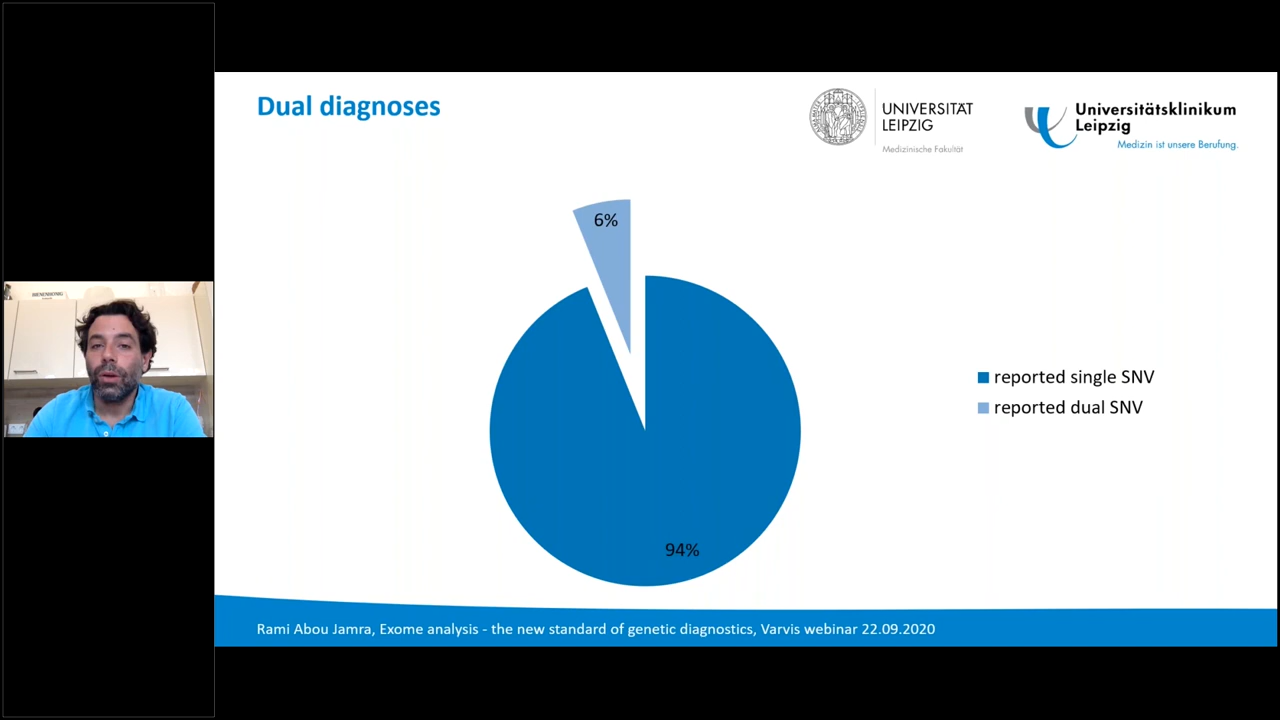 Dual diagnoses
UNIVERSITÄT
LEIPZIG
Medizinische Fakultät
Universitätsklinikum
Leipzig
Medizin ist unsere Berufung.
6%
94%
reported single SNV
reported dual SNV
BIENENKÖNIG
Rami Abou Jamra, Exome analysis - the new standard of genetic diagnostics, Varvis webinar 22.09.2020